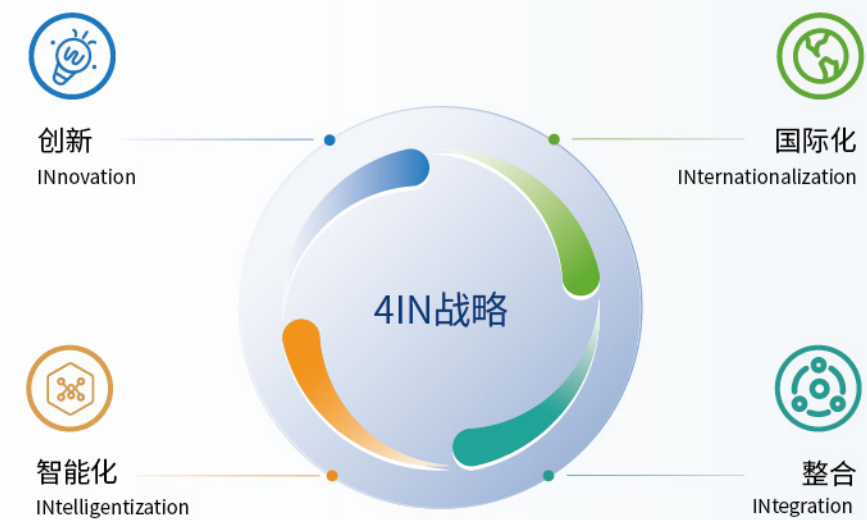 创新
INnovation
国际化
INternationalization
4IN战略
智能化
INtelligentization
整合
INtegration